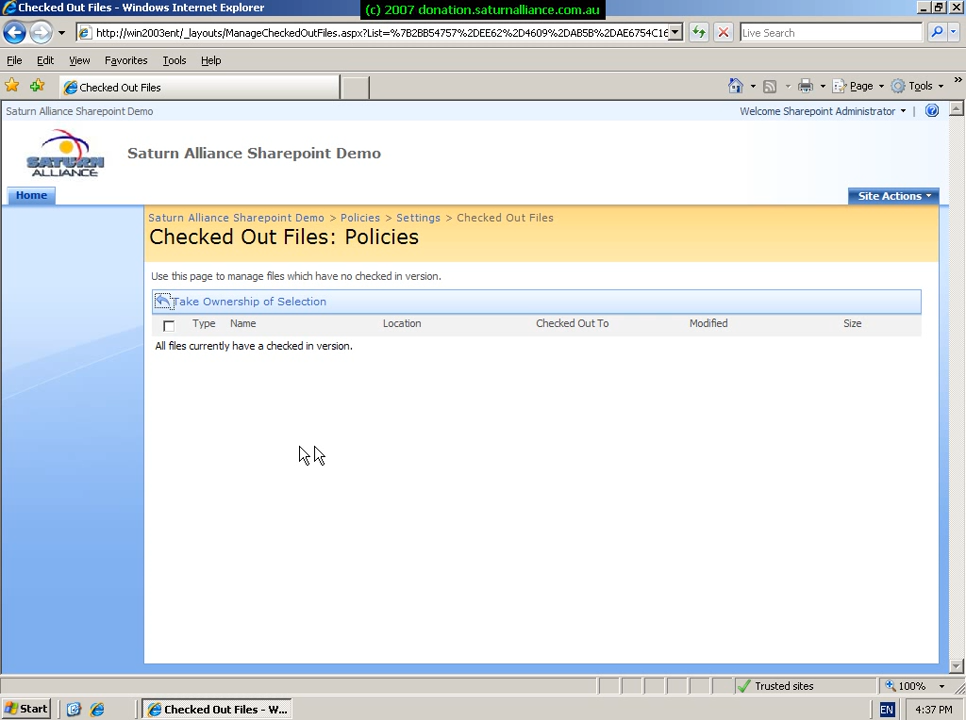 Checked Out Files - Windows Internet Explorer
(c) 2007 donation.saturnalliance.com.au
http://win2003ent/_layouts/ManageCheckedOutFiles.aspx?List=%7B2BB54757%2DEE62%2D4609%2DAB5B%2DAE6754C16
Live Search
File Edit View Favorites Tools Help
Checked Out Files
Page Tools »
Saturn Alliance Sharepoint Demo
Welcome Sharepoint Administrator
SATURN
ALLIANCE
Saturn Alliance Sharepoint Demo
Home
Site Actions
Saturn Alliance Sharepoint Demo > Policies > Settings > Checked Out Files
Checked Out Files: Policies
Use this page to manage files which have no checked in version.
Take Ownership of Selection
Type Name Location Checked Out To Modified Size
All files currently have a checked in version.
Trusted sites
100%
Start
Checked Out Files - W...
EN
4:37 PM